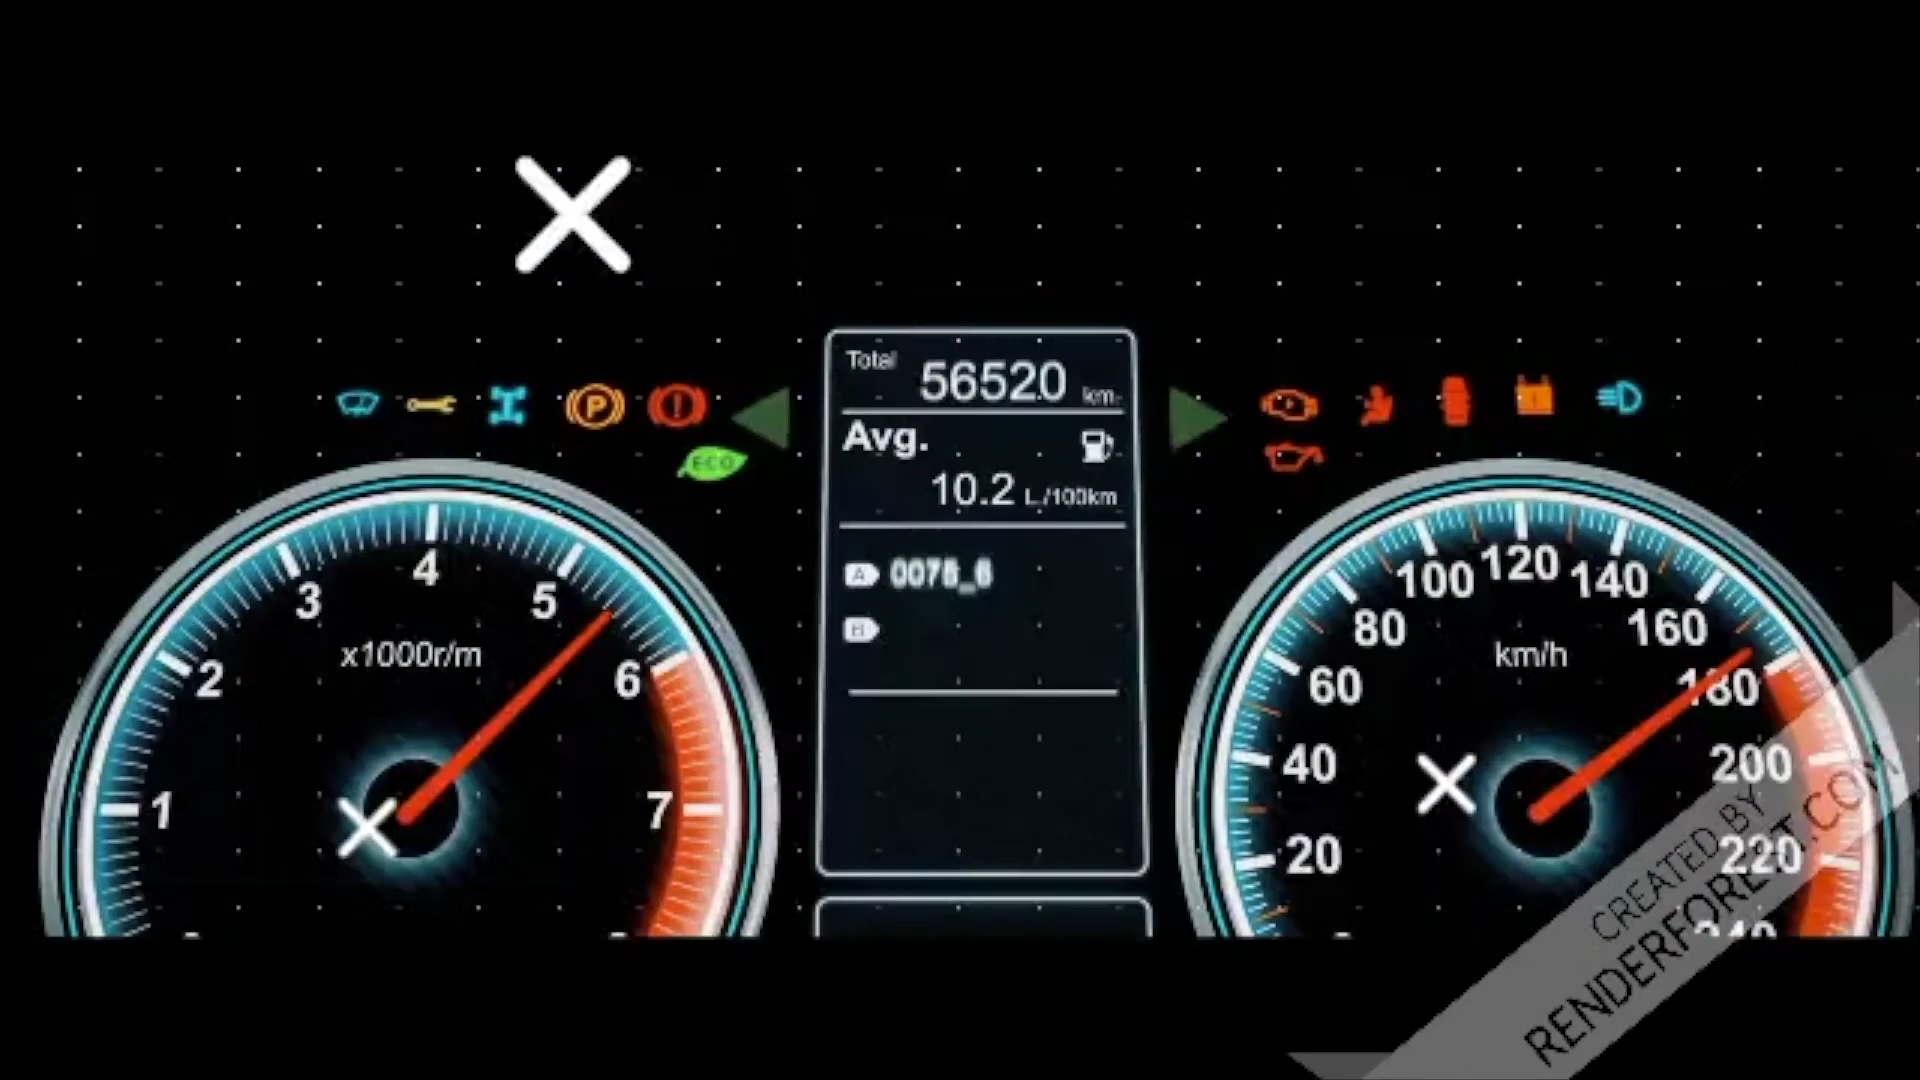 Total
56520 km
Avg.
10.2 L./100km
A
B
P
!
ECO
1
2
3
4
5
6
7
x1000r/m
20
40
60
80
100
120
140
160
180
200
220
240
km/h
CREATED BY
RENDERFOREST.COM